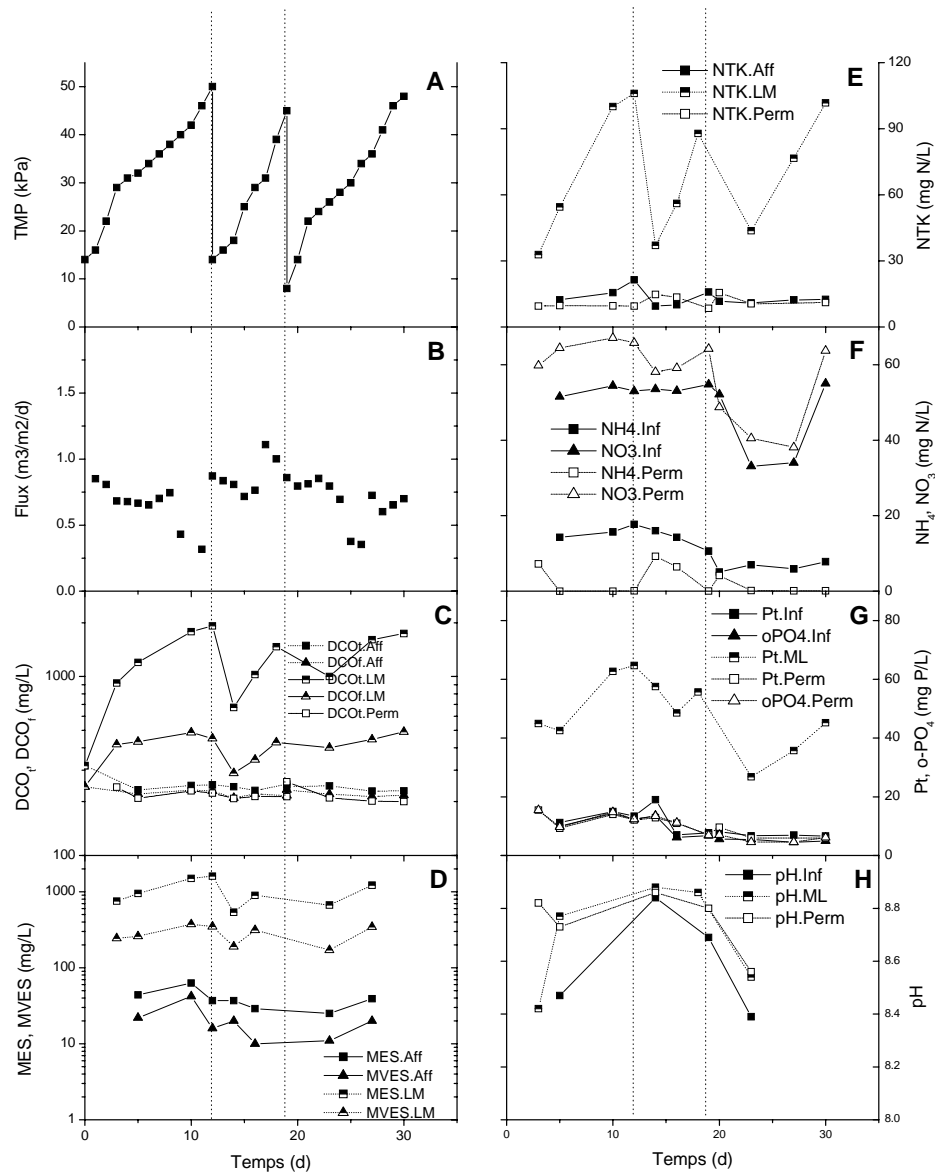 A
50
40
30
20
10
0
TMP (kPa)
B
1.5
1.0
0.5
0.0
Flux (m3/m2/d)
C
1000
100
DCOt, DCOf (mg/L)
DCOt.Aff
DCOf.Aff
DCOt.LM
DCOf.LM
DCOt.Perm
D
1000
100
10
1
MES, MVES (mg/L)
MES.Aff
MVES.Aff
MES.LM
MVES.LM
0 10 20 30
Temps (d)
E
NTK.Aff
NTK.LM
NTK.Perm
120
90
60
30
0
NTK (mg N/L)
F
NH4.Inf
NO3.Inf
NH4.Perm
NO3.Perm
60
40
20
0
NH4, NO3 (mg N/L)
G
Pt.Inf
oPO4.Inf
Pt.ML
Pt.Perm
oPO4.Perm
80
60
40
20
0
Pt, o-PO4 (mg P/L)
H
pH.Inf
pH.ML
pH.Perm
8.8
8.6
8.4
8.2
8.0
pH
0 10 20 30
Temps (d)